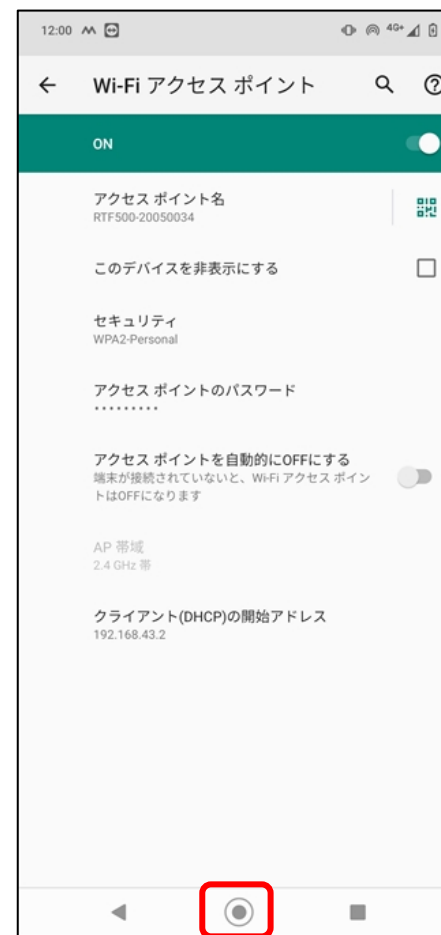 12:00
4G+
Wi-Fi アクセス ポイント
ON
アクセス ポイント名
RTF500-20050034
このデバイスを非表示にする
セキュリティ
WPA2-Personal
アクセス ポイントのパスワード
•••••••••
アクセス ポイントを自動的にOFFにする
端末が接続されていないと、Wi-Fi アクセス ポイン
トはOFFになります
AP 帯域
2.4 GHz 帯
クライアント(DHCP)の開始アドレス
192.168.43.2